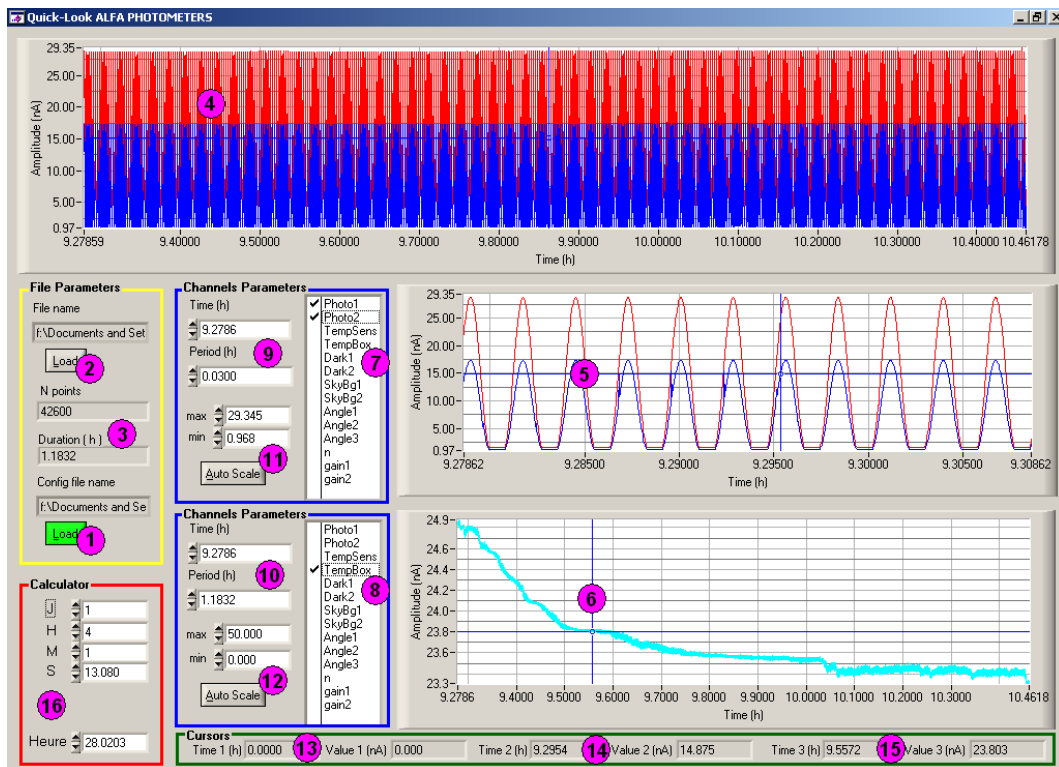 Quick-Look ALFA PHOTOMETERS
29.35
25.00
20.00
15.00
10.00
5.00
0.97
Amplitude (nA)
4
9.27859 9.40000 9.50000 9.60000 9.70000 9.80000 9.90000 10.00000 10.10000 10.20000 10.30000 10.40000 10.46178
Time (h)
File Parameters
File name
f:\Documents and Set
Load
2
N points
42600
3
Duration ( h )
1.1832
Config file name
f:\Documents and Se
Load
1
Channels Parameters
Time (h)
9.2786
9
Period (h)
0.0300
max 29.345
min 0.968
11
Auto Scale
Photo1
Photo2
TempSens
TempBox
Dark1
7
Dark2
SkyBg1
SkyBg2
Angle1
Angle2
Angle3
n
gain1
gain2
29.35
25.00
20.00
15.00
10.00
5.00
0.97
Amplitude (nA)
5
9.27862 9.28500 9.29000 9.29500 9.30000 9.30500 9.30862
Time (h)
Channels Parameters
Time (h)
9.2786
10
Period (h)
1.1832
max 50.000
min 0.000
12
Auto Scale
Photo1
Photo2
TempSens
TempBox
Dark1
8
Dark2
SkyBg1
SkyBg2
Angle1
Angle2
Angle3
n
gain1
gain2
24.9
24.6
24.4
24.2
24.0
23.8
23.6
23.3
Amplitude (nA)
6
9.2786 9.4000 9.5000 9.6000 9.7000 9.8000 9.9000 10.0000 10.1000 10.3000 10.4618
Time (h)
Calculator
J 1
H 4
M 1
S 13.080
16
Heure 28.0203
Cursors
Time 1 (h) 0.0000 13 Value 1 (nA) 0.000 Time 2 (h) 9.2954 14 Value 2 (nA) 14.875 Time 3 (h) 9.5572 15 Value 3 (nA) 23.803